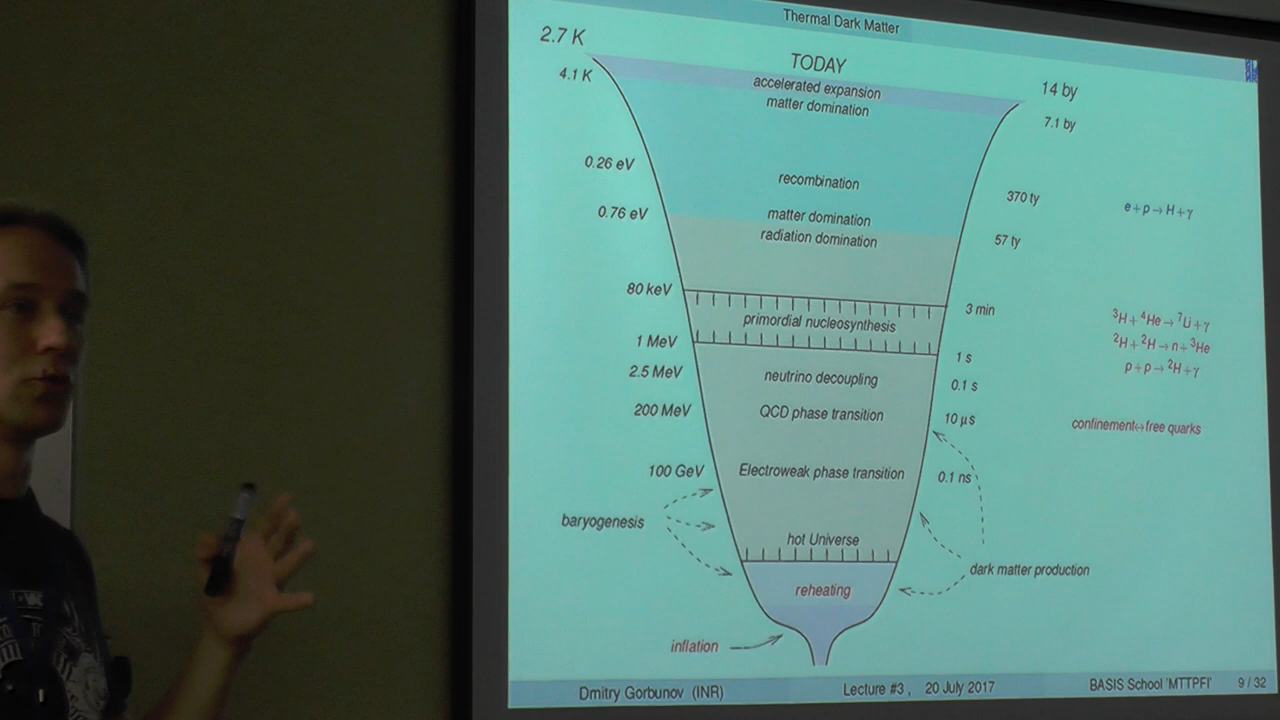 Thermal Dark Matter
2.7 K
TODAY
4.1 K
accelerated expansion
14 by
matter domination
7.1 by
0.26 eV
recombination
370 ty
e + p → H + γ
0.76 eV
matter domination
radiation domination
57 ty
80 keV
3 min
primordial nucleosynthesis
³H + ⁴He → ⁷Li + γ
1 MeV
1 s
²H + ²H → n + ³He
2.5 MeV
neutrino decoupling
0.1 s
p + p → ²H + γ
200 MeV
QCD phase transition
10 μs
confinement↔free quarks
100 GeV
Electroweak phase transition
0.1 ns
baryogenesis
hot Universe
dark matter production
reheating
inflation
Dmitry Gorbunov (INR) Lecture #3 , 20 July 2017 BASIS School 'MTTPFI' 9 / 32